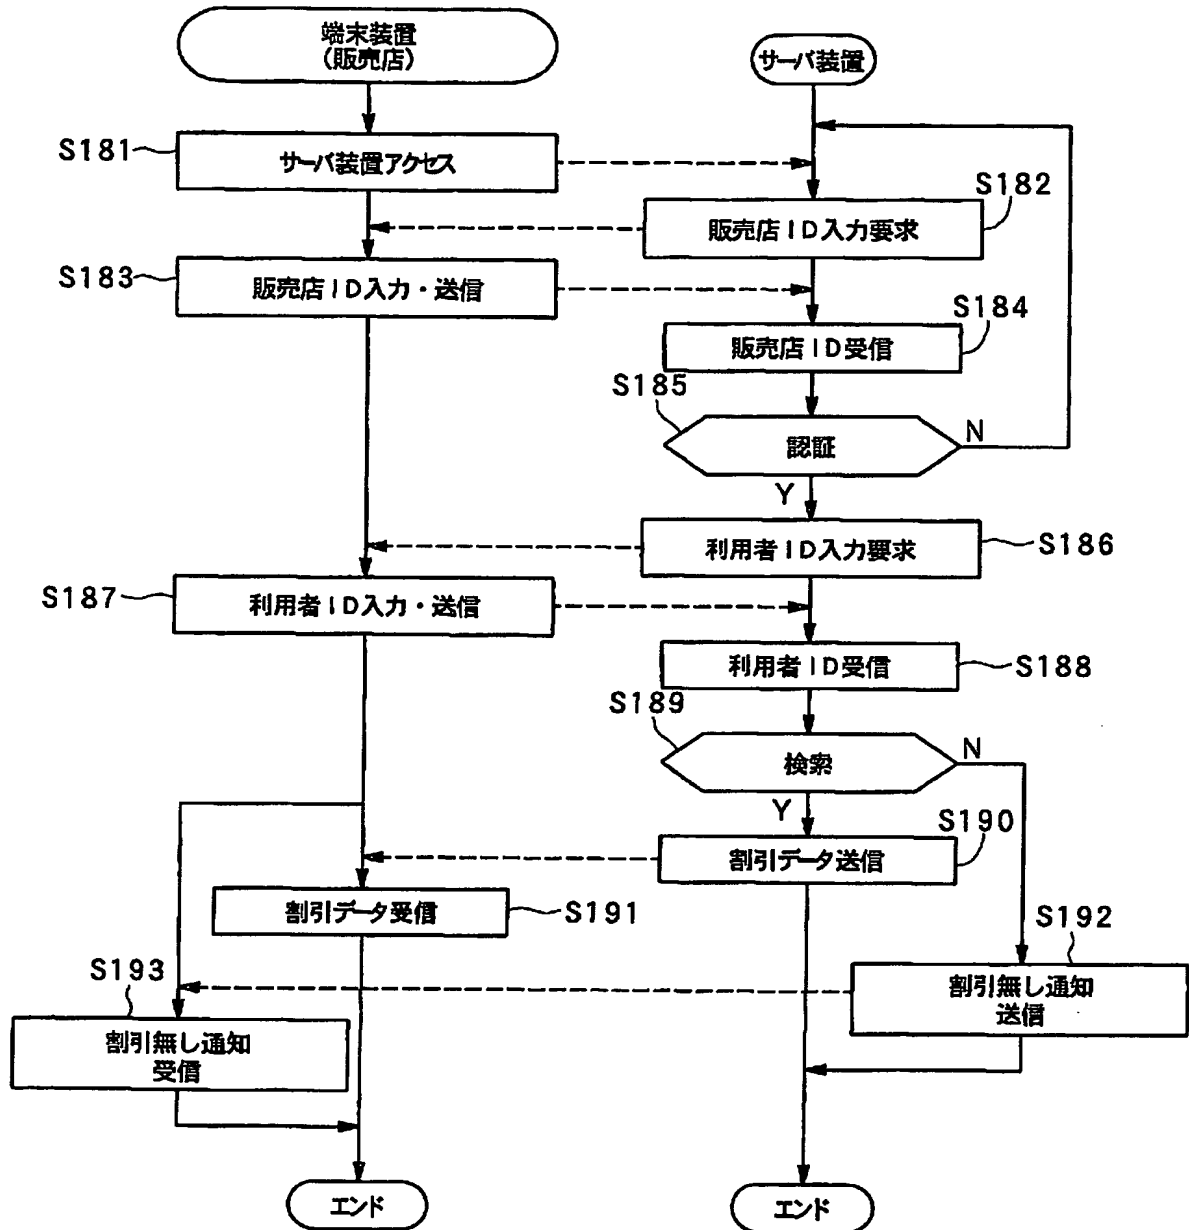 端末装置
(販売店)
サーバ装置
S181
サーバ装置アクセス
S182
販売店ID入力要求
S183
販売店ID入力・送信
S184
販売店ID受信
S185
認証
N
Y
利用者ID入力要求
S186
S187
利用者ID入力・送信
利用者ID受信
S188
S189
検索
N
Y
S190
割引データ送信
割引データ受信
S191
S192
割引無し通知
送信
S193
割引無し通知
受信
エンド
エンド